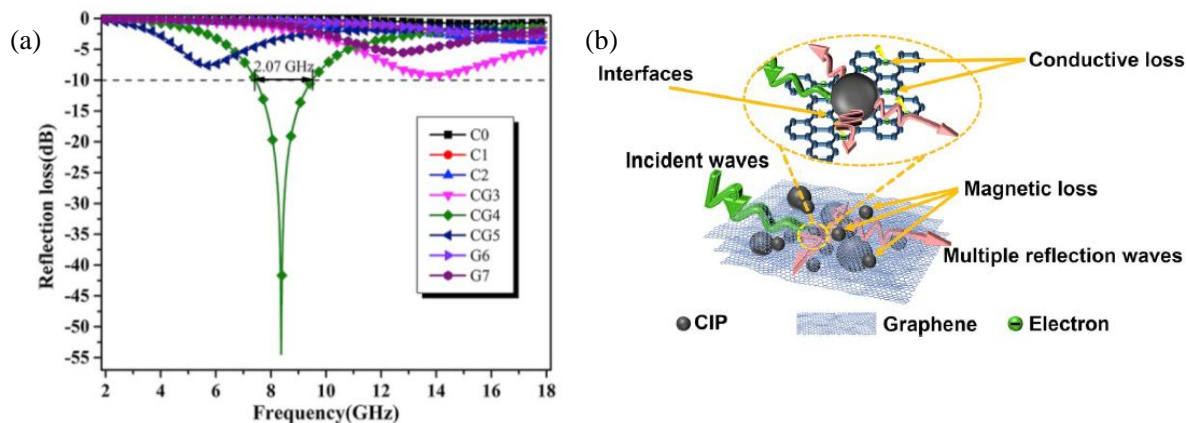 (a)
0
-5
-10
-15
-20
-25
-30
-35
-40
-45
-50
-55
Reflection loss(dB)
2.07 GHz
C0
C1
C2
CG3
CG4
CG5
G6
G7
2 4 6 8 10 12 14 16 18
Frequency(GHz)
(b)
Conductive loss
Interfaces
Incident waves
Magnetic loss
Multiple reflection waves
CIP
Graphene
Electron